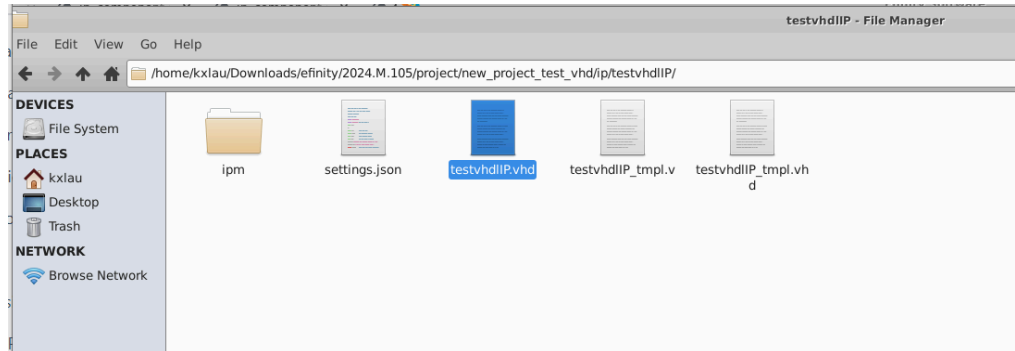 testvhdlIP - File Manager
File Edit View Go Help
/home/kxlau/Downloads/efinity/2024.M.105/project/new_project_test_vhd/ip/testvhdlIP/
DEVICES
File System
PLACES
kxlau
Desktop
Trash
NETWORK
Browse Network
ipm
settings.json
testvhdlIP.vhd
testvhdlIP_tmpl.v
testvhdlIP_tmpl.vh
d